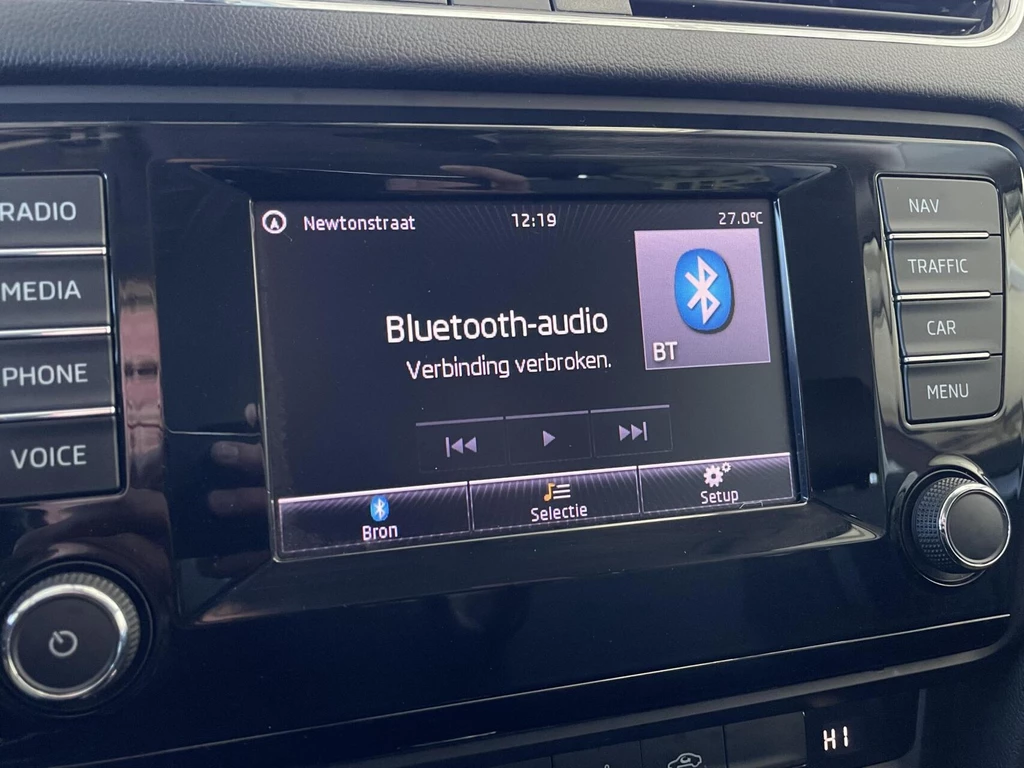 RADIO
MEDIA
PHONE
VOICE
Newtonstraat 12:19 27.0°C
Bluetooth-audio
Verbinding verbroken.
BT
Bron
Selectie
Setup
NAV
TRAFFIC
CAR
MENU
HI